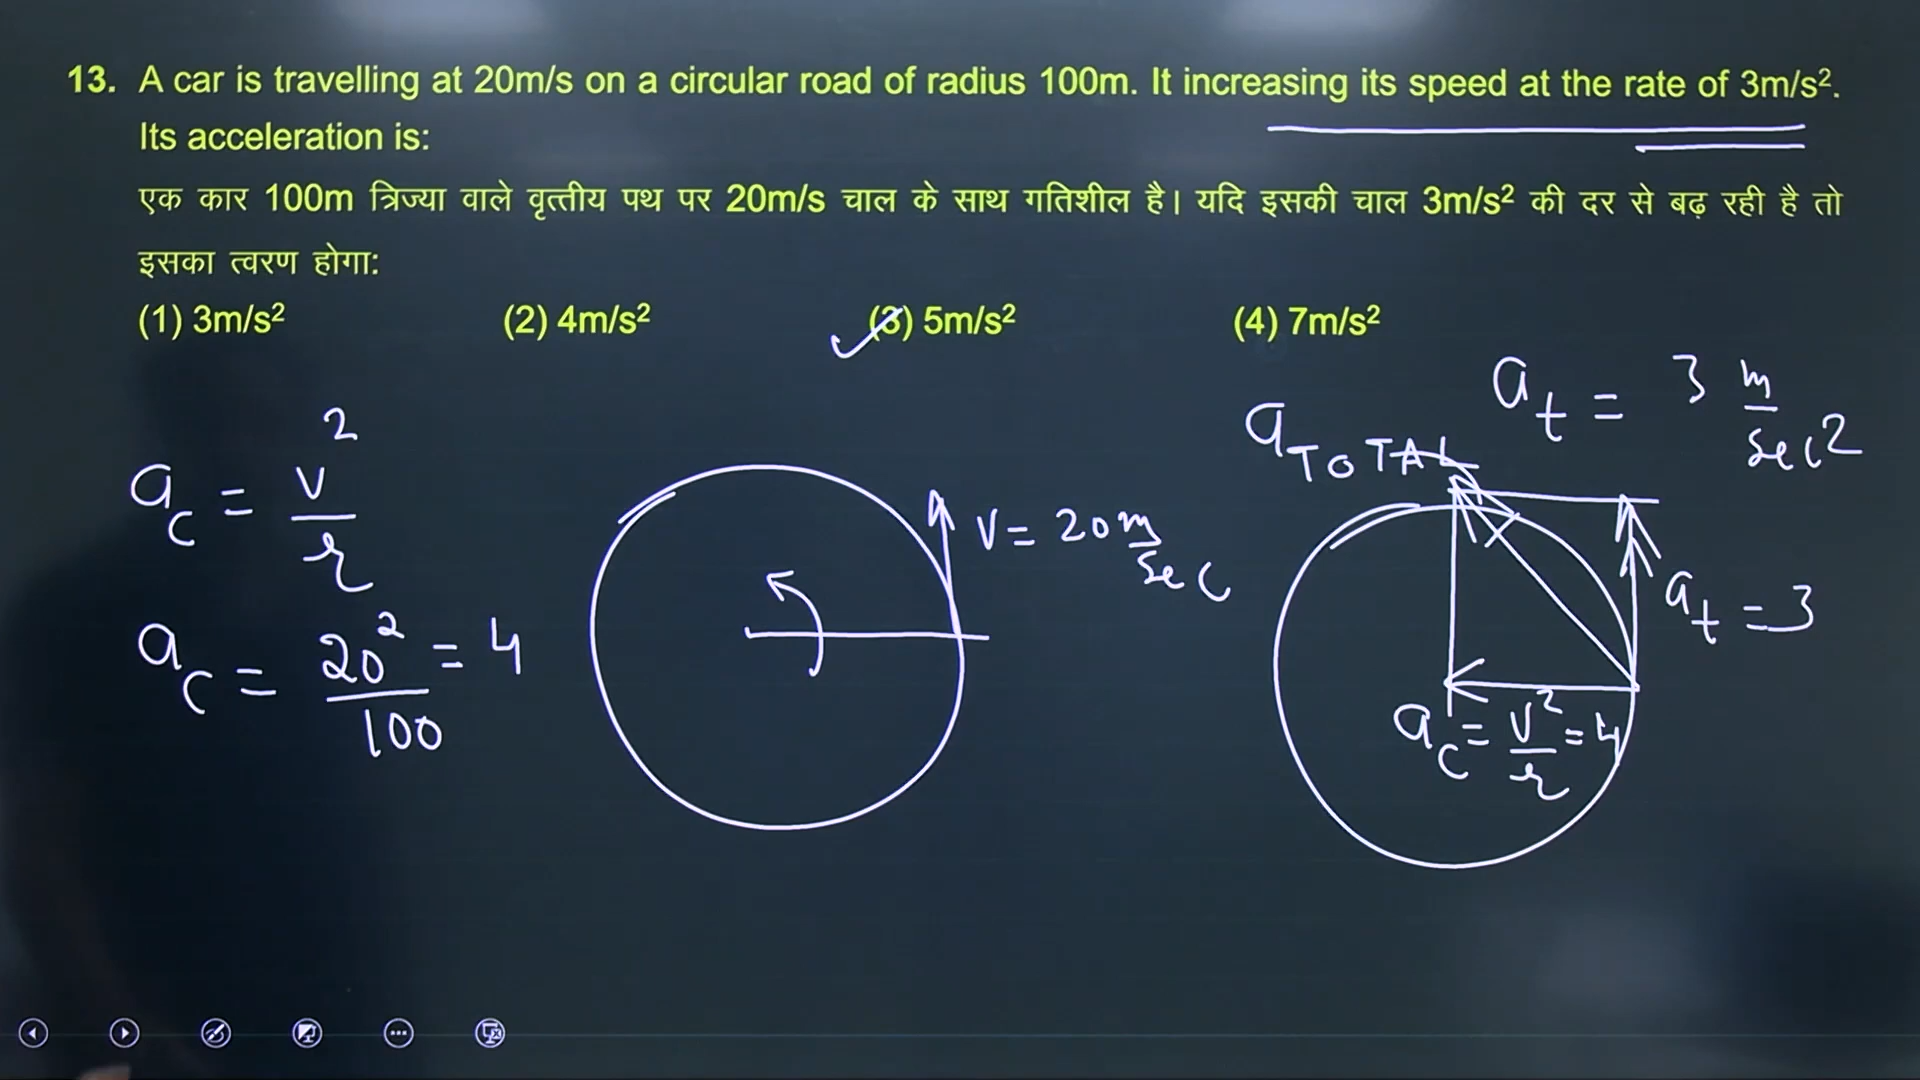 13. A car is travelling at 20m/s on a circular road of radius 100m. It increasing its speed at the rate of 3m/s².
Its acceleration is:
एक कार 100m त्रिज्या वाले वृत्तीय पथ पर 20m/s चाल के साथ गतिशील है। यदि इसकी चाल 3m/s² की दर से बढ़ रही है तो
इसका त्वरण होगा:
(1) 3m/s² (2) 4m/s² (3) 5m/s² (4) 7m/s²
a_t = 3 m/sec²
a_TOTAL
a_c = v²/r
v = 20 m/sec
a_t = 3
a_c = 20²/100 = 4
a_c = v²/r = 4